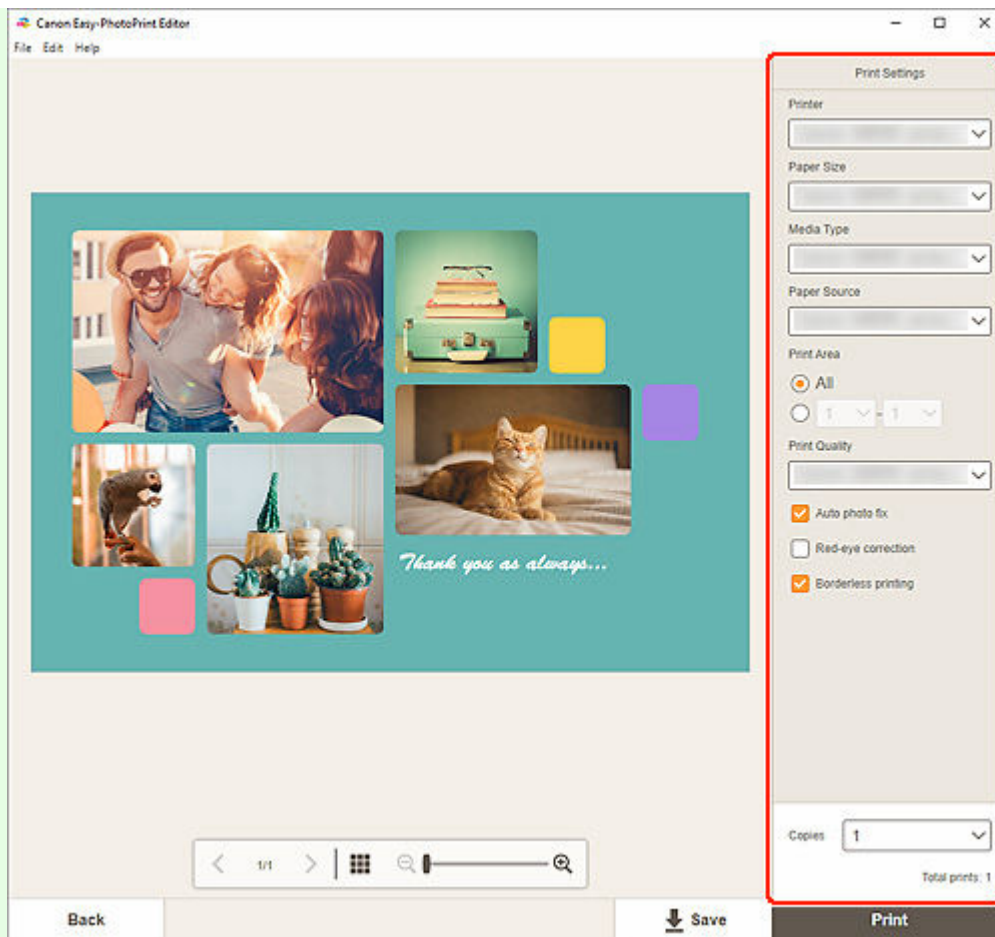 Canon Easy-PhotoPrint Editor
File Edit Help
Print Settings
Printer
Paper Size
Media Type
Paper Source
Print Area
All
1 - 1
Print Quality
Auto photo fix
Red-eye correction
Borderless printing
Thank you as always...
Copies 1
Total prints: 1
1/1
Back
Save
Print